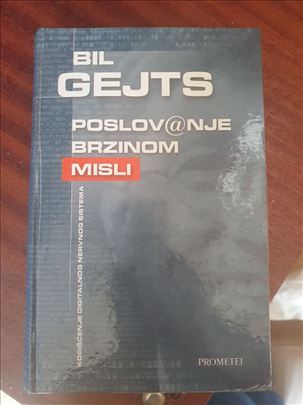 BIL
GEJTS
POSLOV@NJE
BRZINOM
MISLI
KORIŠĆENJE DIGITALNOG NERVNOG SISTEMA
PROMETEJ